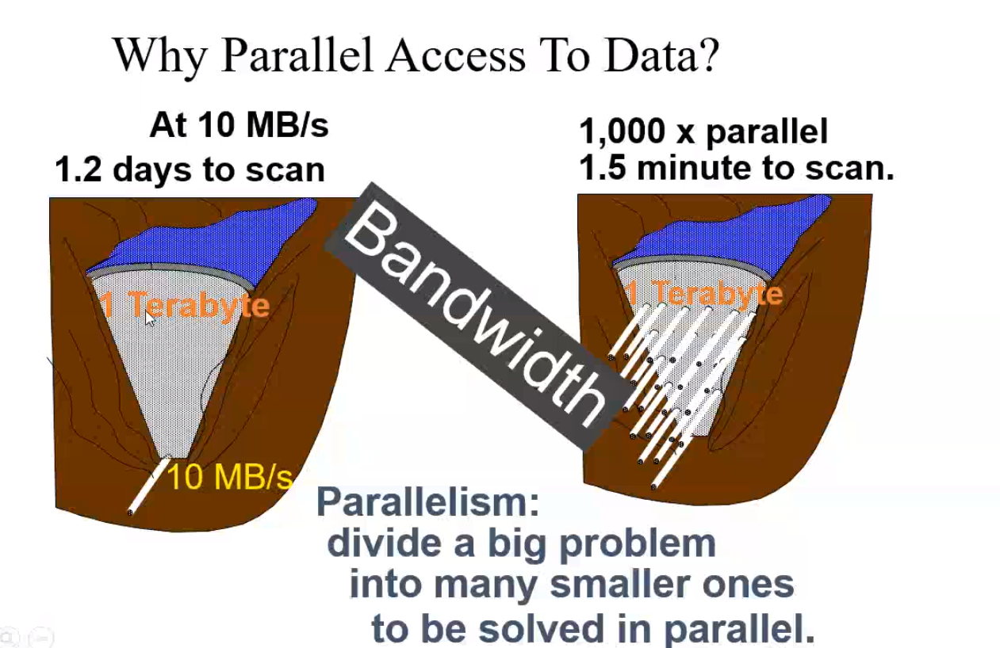 Why Parallel Access To Data?
At 10 MB/s
1.2 days to scan
1,000 x parallel
1.5 minute to scan.
1 Terabyte
10 MB/s
Bandwidth
1 Terabyte
Parallelism:
divide a big problem
into many smaller ones
to be solved in parallel.